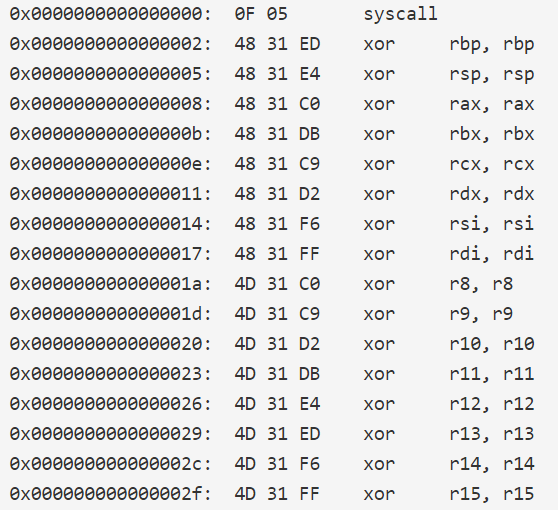 0x0000000000000000: 0F 05 syscall
0x0000000000000002: 48 31 ED xor rbp, rbp
0x0000000000000005: 48 31 E4 xor rsp, rsp
0x0000000000000008: 48 31 C0 xor rax, rax
0x000000000000000b: 48 31 DB xor rbx, rbx
0x000000000000000e: 48 31 C9 xor rcx, rcx
0x0000000000000011: 48 31 D2 xor rdx, rdx
0x0000000000000014: 48 31 F6 xor rsi, rsi
0x0000000000000017: 48 31 FF xor rdi, rdi
0x000000000000001a: 4D 31 C0 xor r8, r8
0x000000000000001d: 4D 31 C9 xor r9, r9
0x0000000000000020: 4D 31 D2 xor r10, r10
0x0000000000000023: 4D 31 DB xor r11, r11
0x0000000000000026: 4D 31 E4 xor r12, r12
0x0000000000000029: 4D 31 ED xor r13, r13
0x000000000000002c: 4D 31 F6 xor r14, r14
0x000000000000002f: 4D 31 FF xor r15, r15